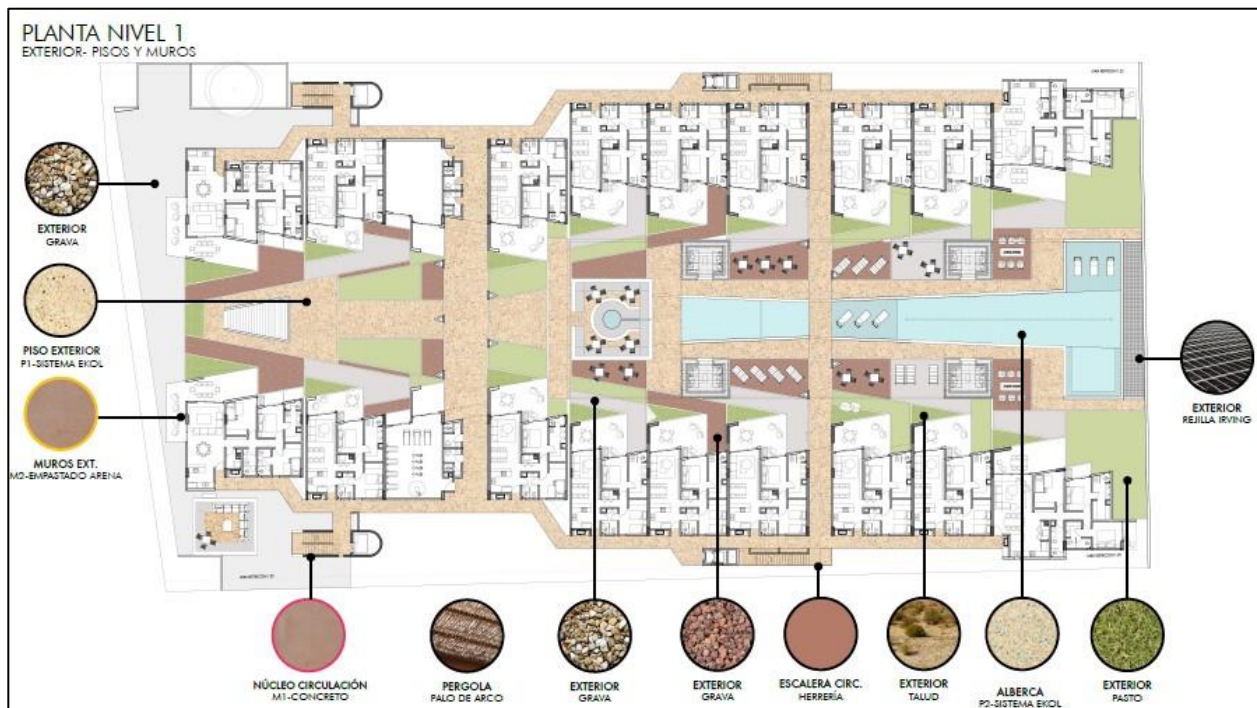 PLANTA NIVEL 1
EXTERIOR- PISOS Y MUROS
EXTERIOR
GRAVA
PISO EXTERIOR
P1-SISTEMA EKOL
MUROS EXT.
M2-EMPASTADO ARENA
EXTERIOR
REJILLA IRVING
NÚCLEO CIRCULACIÓN
M1-CONCRETO
PERGOLA
PALO DE ARCO
EXTERIOR
GRAVA
EXTERIOR
GRAVA
ESCALERA CIRC.
HERRERÍA
EXTERIOR
TALUD
ALBERCA
P2-SISTEMA EKOL
EXTERIOR
PASTO